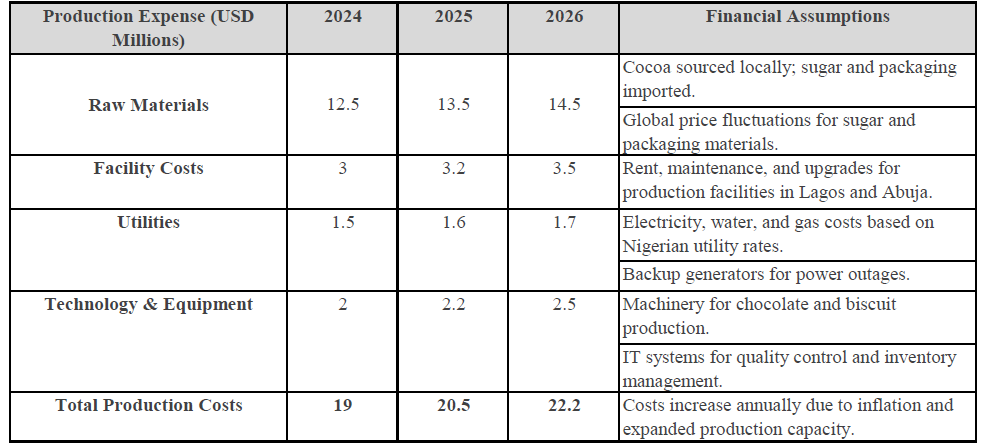 Production Expense (USD Millions) 2024 2025 2026 Financial Assumptions
Raw Materials 12.5 13.5 14.5
Cocoa sourced locally; sugar and packaging
imported.
Global price fluctuations for sugar and
packaging materials.
Facility Costs 3 3.2 3.5 Rent, maintenance, and upgrades for
production facilities in Lagos and Abuja.
Utilities 1.5 1.6 1.7 Electricity, water, and gas costs based on
Nigerian utility rates.
Backup generators for power outages.
Technology & Equipment 2 2.2 2.5 Machinery for chocolate and biscuit
production.
IT systems for quality control and inventory
management.
Total Production Costs 19 20.5 22.2 Costs increase annually due to inflation and
expanded production capacity.